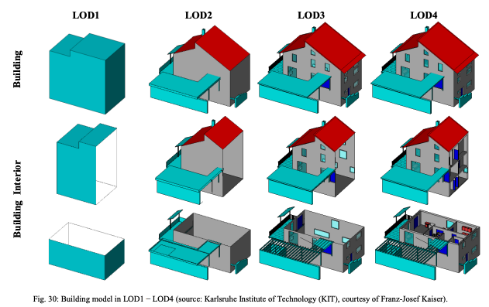 LOD1 LOD2 LOD3 LOD4
Building
Building Interior
Fig. 30: Building model in LOD1 – LOD4 (source: Karlsruhe Institute of Technology (KIT), courtesy of Franz-Josef Kaiser).